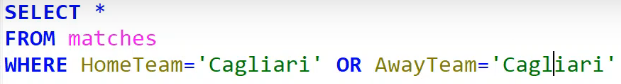 SELECT *
FROM matches
WHERE HomeTeam='Cagliari' OR AwayTeam='Cagliari'